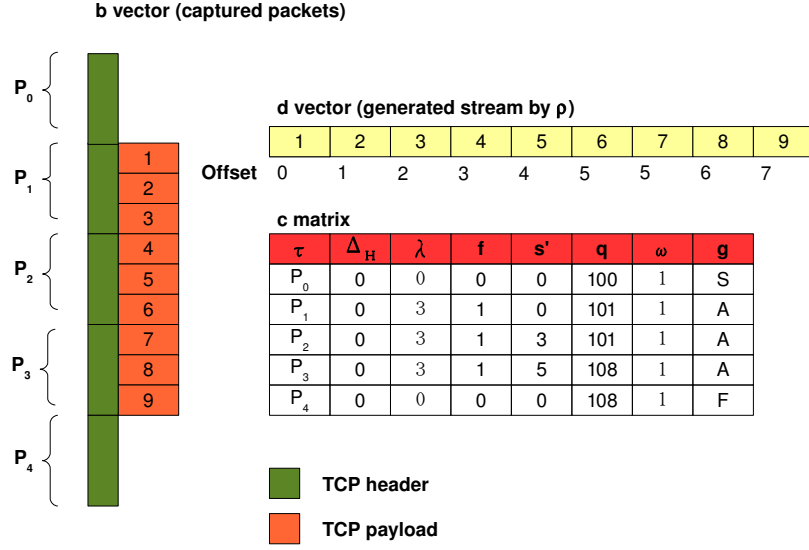 b vector (captured packets)
P0
P1
P2
P3
P4
1
2
3
4
5
6
7
8
9
d vector (generated stream by ρ)
1 2 3 4 5 6 7 8 9
Offset 0 1 2 3 4 5 5 6 7
c matrix
τ ΔH λ f s' q ω g
P0 0 0 0 0 100 1 S
P1 0 3 1 0 101 1 A
P2 0 3 1 3 101 1 A
P3 0 3 1 5 108 1 A
P4 0 0 0 0 108 1 F
TCP header
TCP payload